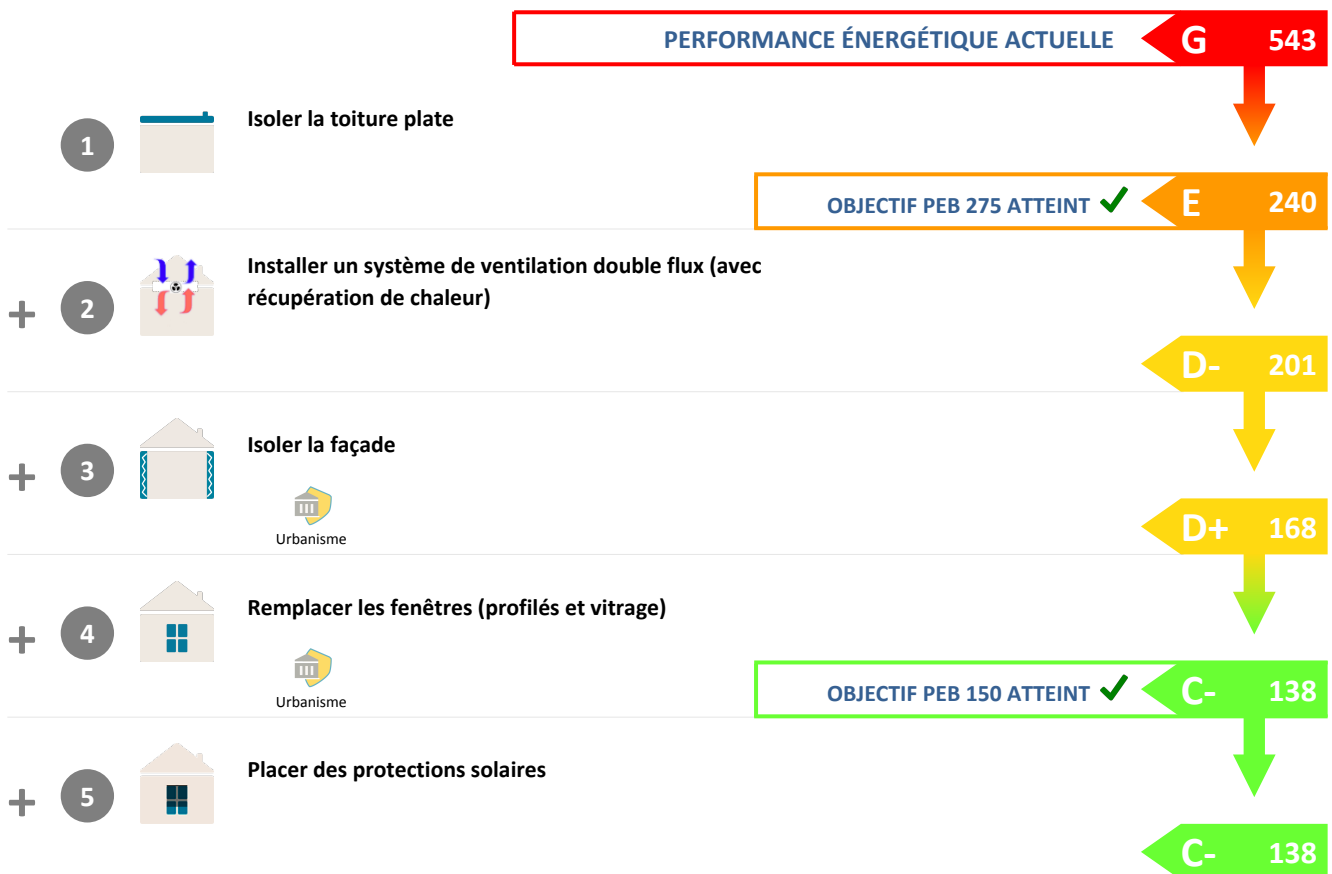 PERFORMANCE ÉNERGÉTIQUE ACTUELLE G 543
1 Isoler la toiture plate
OBJECTIF PEB 275 ATTEINT ✓ E 240
+ 2 Installer un système de ventilation double flux (avec
récupération de chaleur)
D- 201
+ 3 Isoler la façade
Urbanisme
D+ 168
+ 4 Remplacer les fenêtres (profilés et vitrage)
Urbanisme
OBJECTIF PEB 150 ATTEINT ✓ C- 138
+ 5 Placer des protections solaires
C- 138